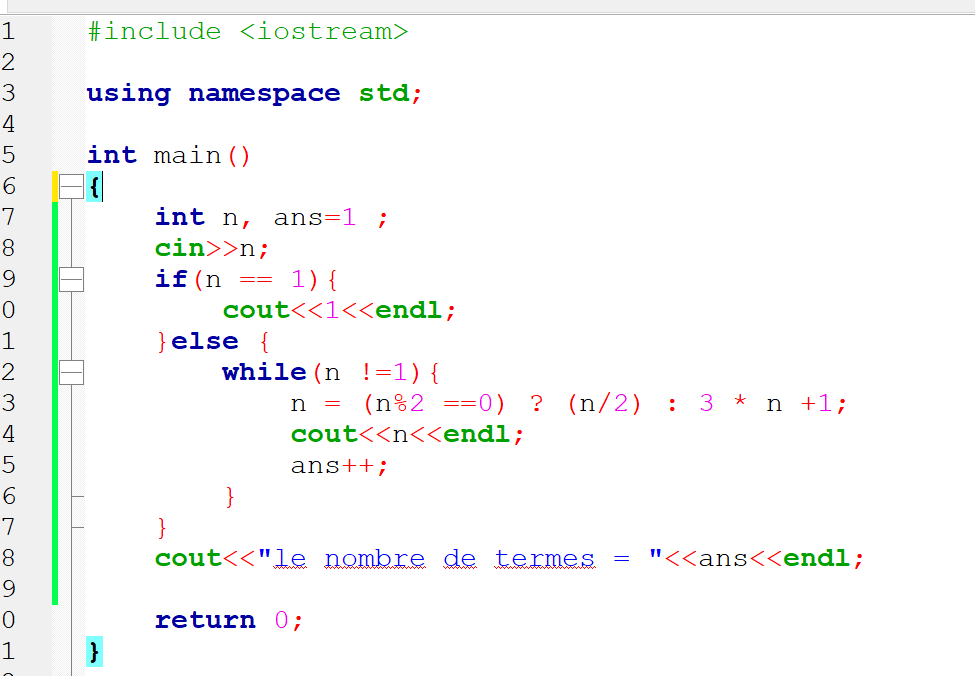 1 #include <iostream>
2
3 using namespace std;
4
5 int main()
6 {
7 int n, ans=1 ;
8 cin>>n;
9 if(n == 1){
0 cout<<1<<endl;
1 }else {
2 while(n !=1){
3 n = (n%2 ==0) ? (n/2) : 3 * n +1;
4 cout<<n<<endl;
5 ans++;
6 }
7 }
8 cout<<"le nombre de termes = "<<ans<<endl;
9
0 return 0;
1 }